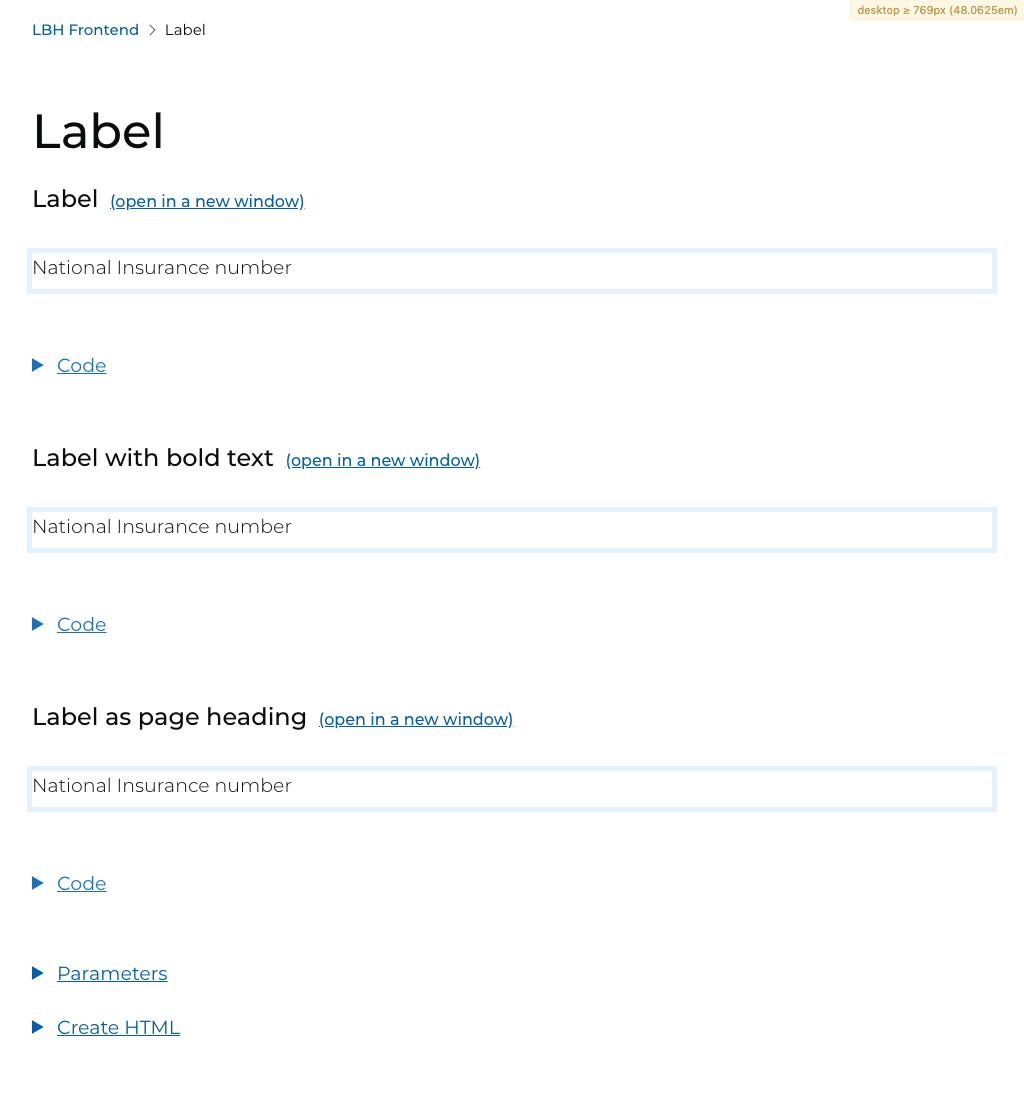 desktop ≥ 769px (48.0625em)
LBH Frontend > Label
Label
Label (open in a new window)
National Insurance number
Code
Label with bold text (open in a new window)
National Insurance number
Code
Label as page heading (open in a new window)
National Insurance number
Code
Parameters
Create HTML